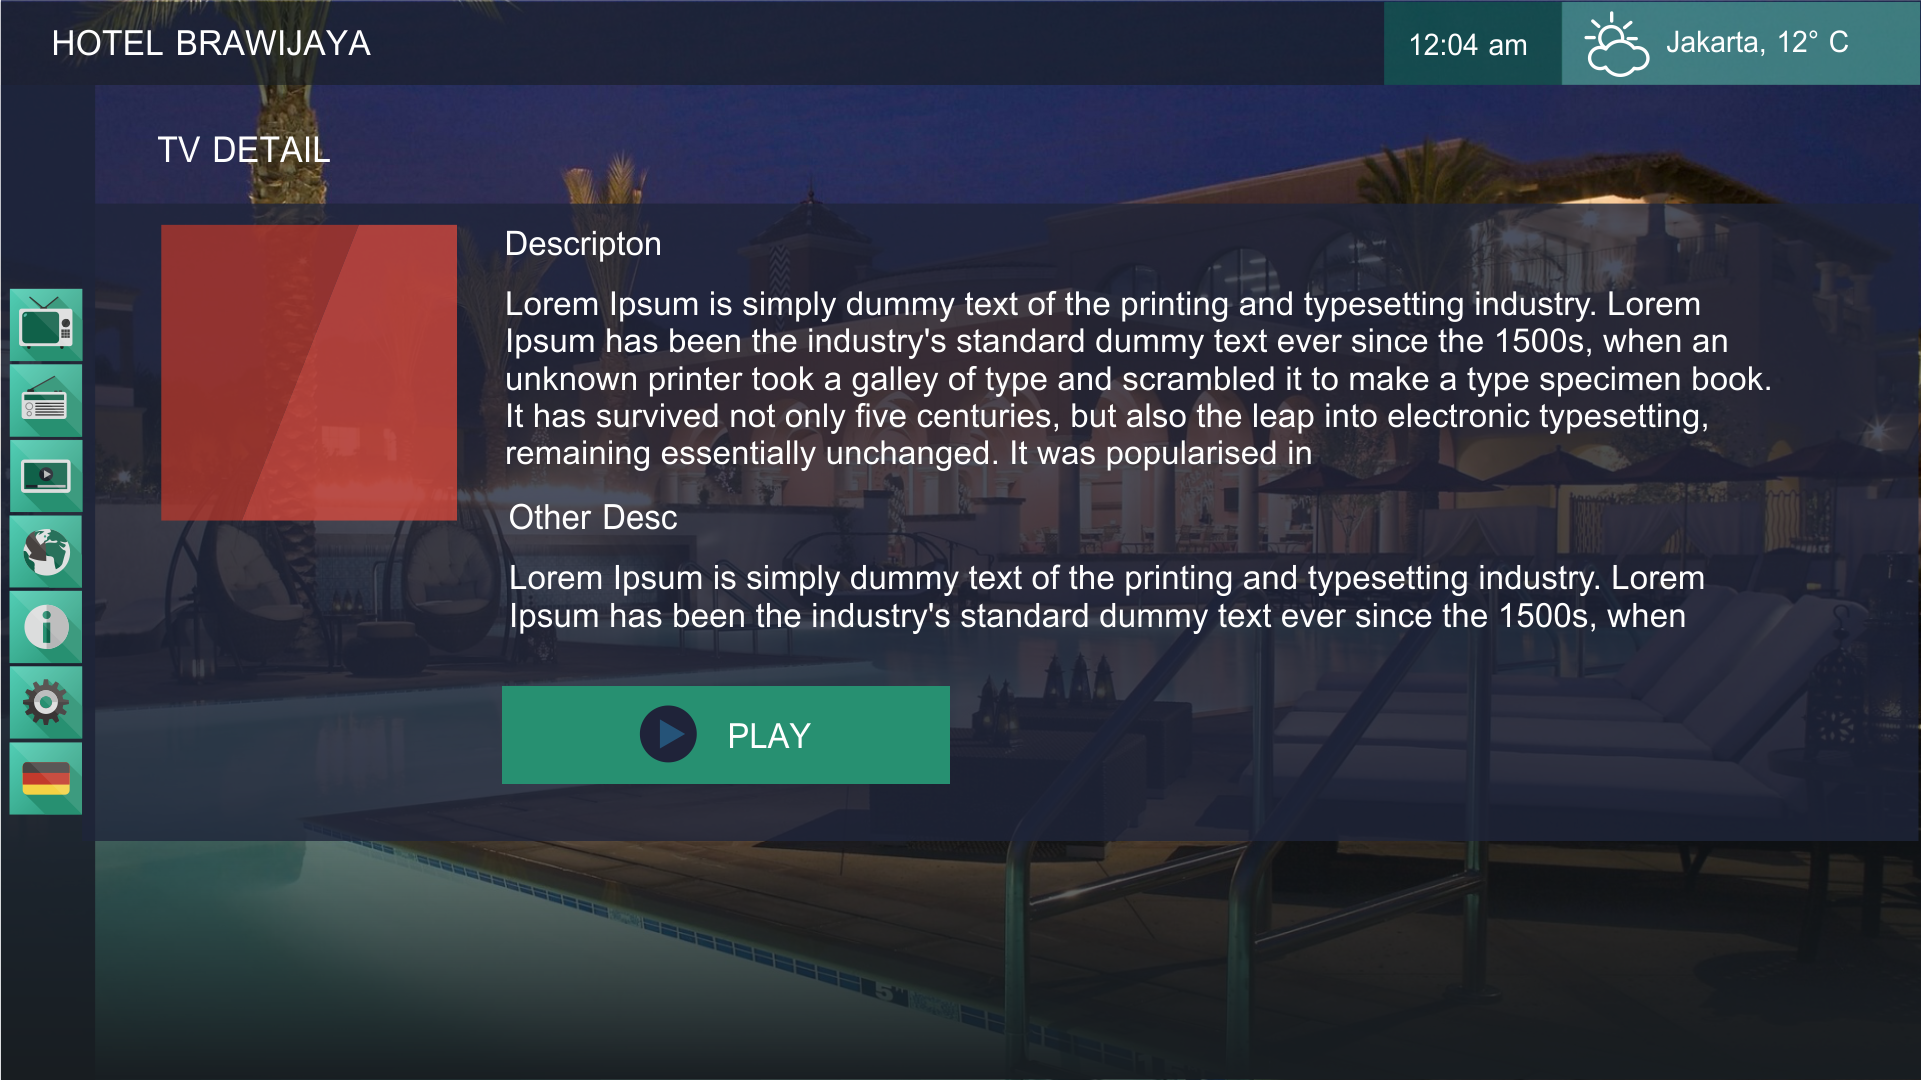 HOTEL BRAWIJAYA
12:04 am
Jakarta, 12° C
TV DETAIL
Descripton
Lorem Ipsum is simply dummy text of the printing and typesetting industry. Lorem
Ipsum has been the industry's standard dummy text ever since the 1500s, when an
unknown printer took a galley of type and scrambled it to make a type specimen book.
It has survived not only five centuries, but also the leap into electronic typesetting,
remaining essentially unchanged. It was popularised in
Other Desc
Lorem Ipsum is simply dummy text of the printing and typesetting industry. Lorem
Ipsum has been the industry's standard dummy text ever since the 1500s, when
PLAY
5